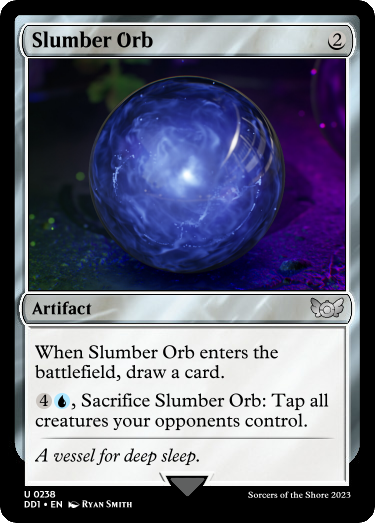 Slumber Orb 2
Artifact
When Slumber Orb enters the
battlefield, draw a card.
4, Sacrifice Slumber Orb: Tap all
creatures your opponents control.
A vessel for deep sleep.
U 0238
DD1 • EN Ryan Smith
Sorcers of the Shore 2023